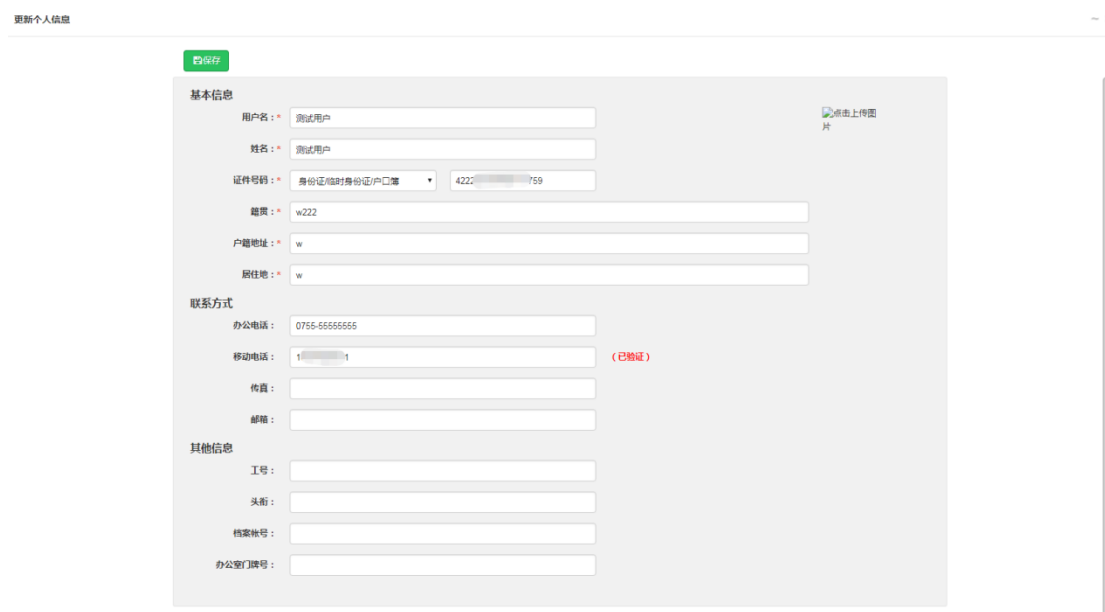 更新个人信息
保存
基本信息
用户名：* 测试用户
点击上传图
片
姓名：* 测试用户
证件号码：* 身份证/临时身份证/户口簿 4222 759
籍贯：* w222
户籍地址：* w
居住地：* w
联系方式
办公电话： 0755-55555555
移动电话： 1 1 （已验证）
传真：
邮箱：
其他信息
工号：
头衔：
档案帐号：
办公室门牌号：